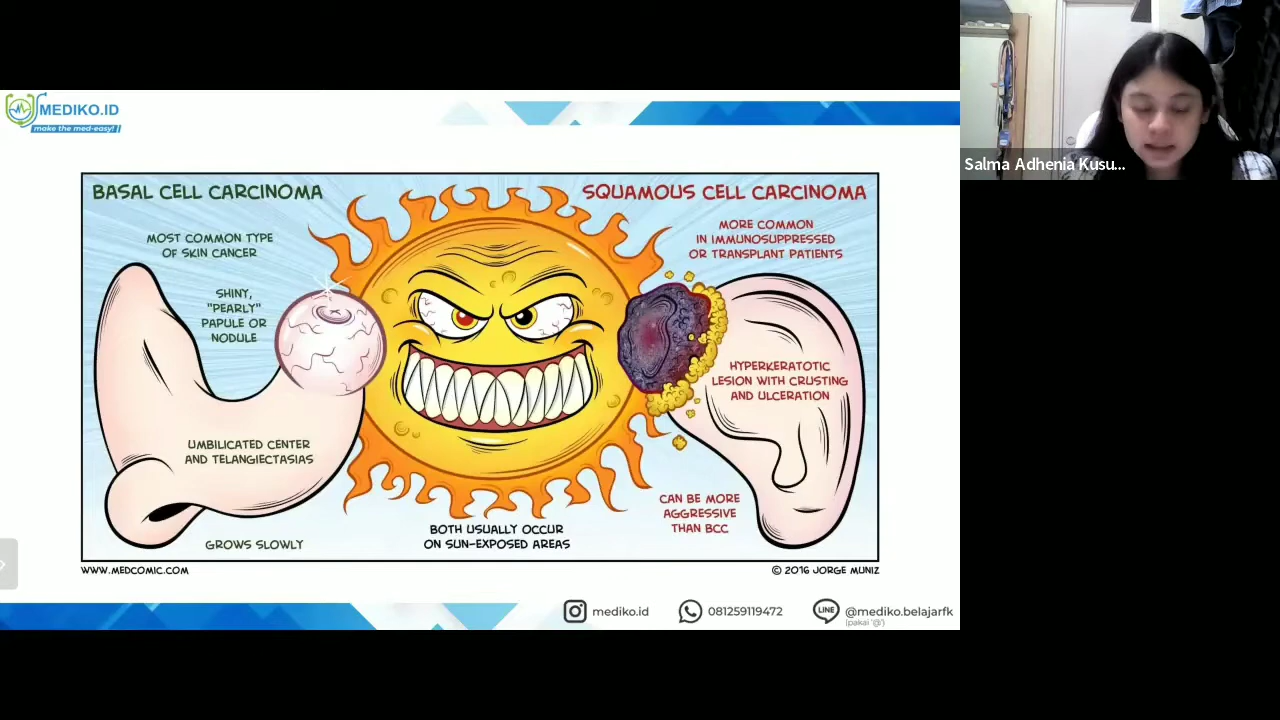 MEDIKO.ID
make the med-easy!
Salma Adhenia Kusu...
BASAL CELL CARCINOMA
SQUAMOUS CELL CARCINOMA
MOST COMMON TYPE
OF SKIN CANCER
MORE COMMON
IN IMMUNOSUPPRESSED
OR TRANSPLANT PATIENTS
SHINY,
"PEARLY"
PAPULE OR
NODULE
HYPERKERATOTIC
LESION WITH CRUSTING
AND ULCERATION
UMBILICATED CENTER
AND TELANGIECTASIAS
CAN BE MORE
AGGRESSIVE
THAN BCC
GROWS SLOWLY
BOTH USUALLY OCCUR
ON SUN-EXPOSED AREAS
WWW.MEDCOMIC.COM
© 2016 JORGE MUNIZ
mediko.id
081259119472
LINE
@mediko.belajarfk
(pakai '@')